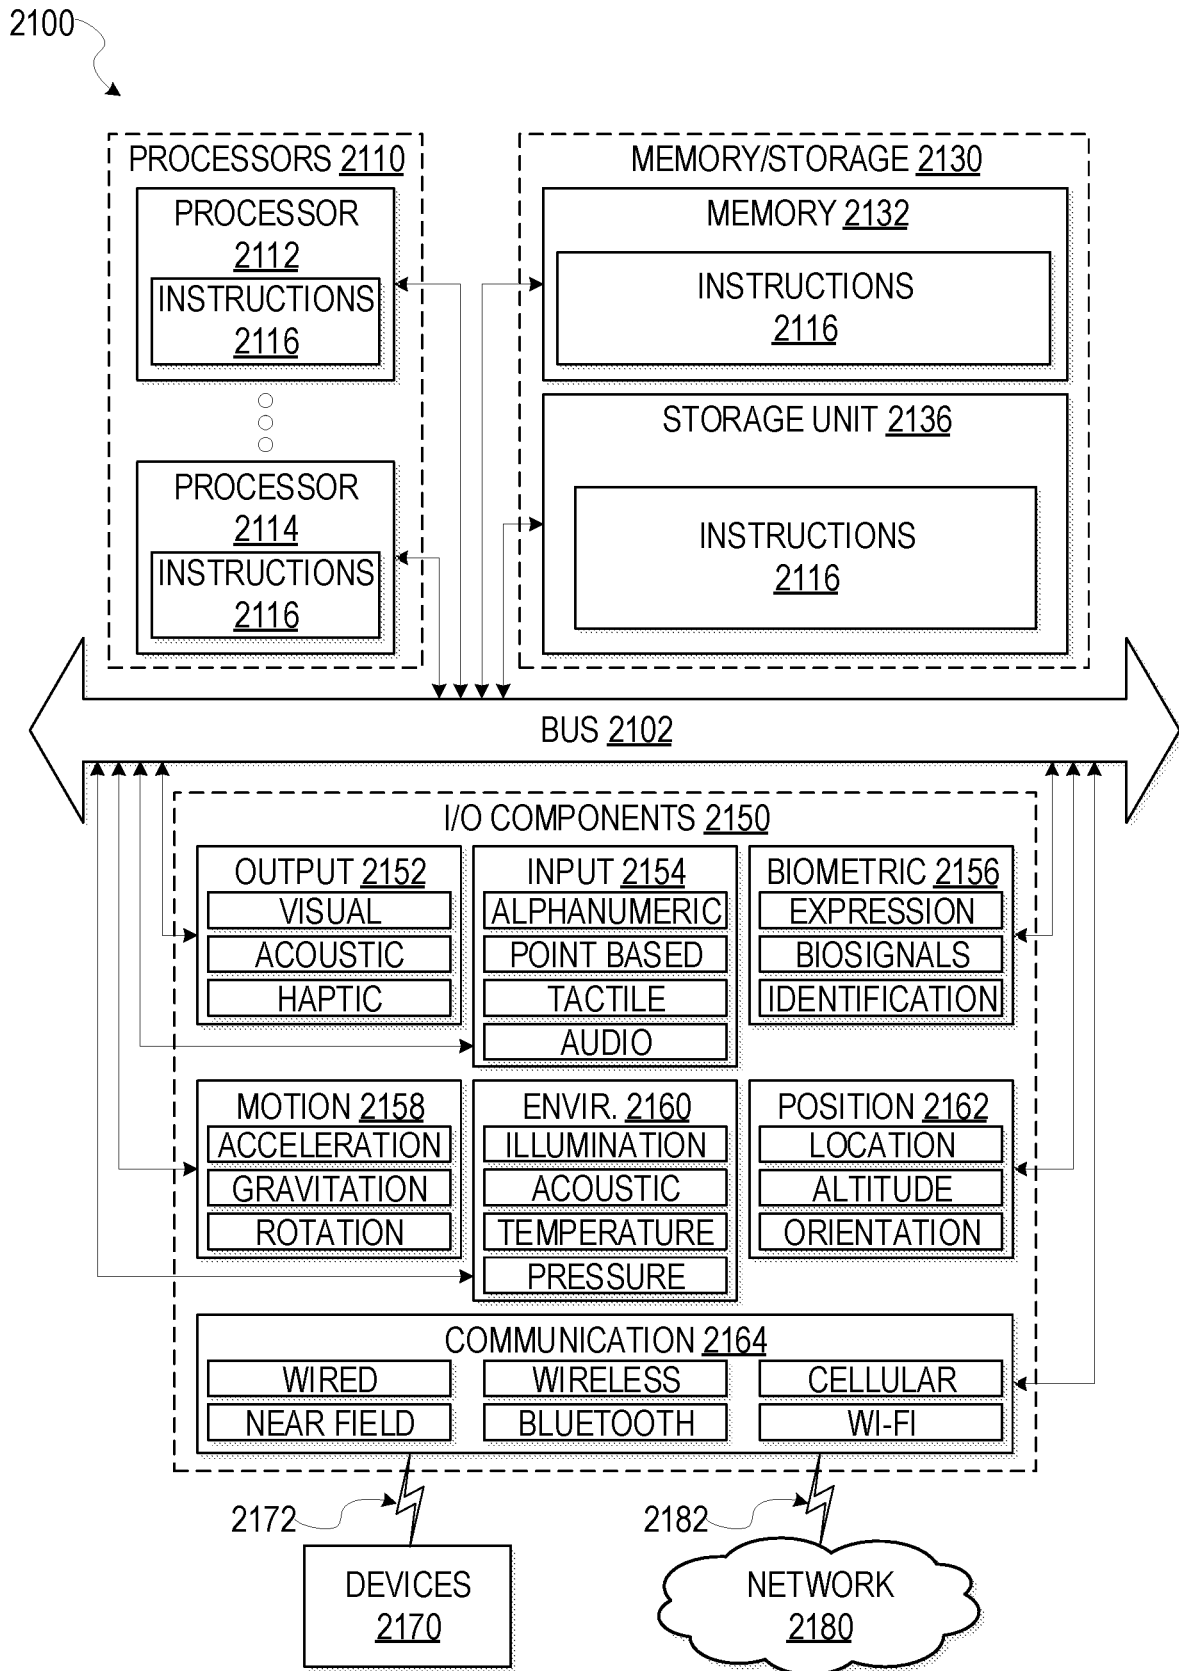 2100
PROCESSORS 2110
PROCESSOR
2112
INSTRUCTIONS
2116
PROCESSOR
2114
INSTRUCTIONS
2116
MEMORY/STORAGE 2130
MEMORY 2132
INSTRUCTIONS
2116
STORAGE UNIT 2136
INSTRUCTIONS
2116
BUS 2102
I/O COMPONENTS 2150
OUTPUT 2152
VISUAL
ACOUSTIC
HAPTIC
INPUT 2154
ALPHANUMERIC
POINT BASED
TACTILE
AUDIO
BIOMETRIC 2156
EXPRESSION
BIOSIGNALS
IDENTIFICATION
MOTION 2158
ACCELERATION
GRAVITATION
ROTATION
ENVIR. 2160
ILLUMINATION
ACOUSTIC
TEMPERATURE
PRESSURE
POSITION 2162
LOCATION
ALTITUDE
ORIENTATION
COMMUNICATION 2164
WIRED
WIRELESS
CELLULAR
NEAR FIELD
BLUETOOTH
WI-FI
2172
2182
DEVICES
2170
NETWORK
2180